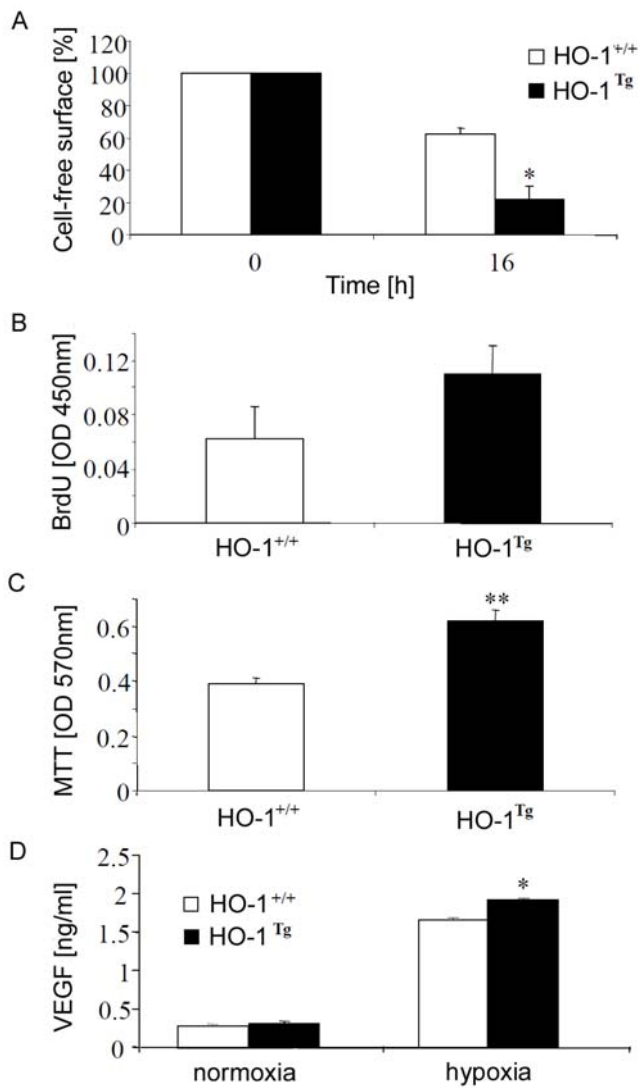 A
Cell-free surface [%]
120
100
80
60
40
20
0
HO-1+/+
HO-1Tg
*
0
16
Time [h]
B
BrdU [OD 450nm]
0.12
0.08
0.04
0
HO-1+/+
HO-1Tg
C
MTT [OD 570nm]
0.6
0.4
0.2
0
**
HO-1+/+
HO-1Tg
D
VEGF [ng/ml]
2.5
2
1.5
1
0.5
0
HO-1+/+
HO-1Tg
*
normoxia
hypoxia